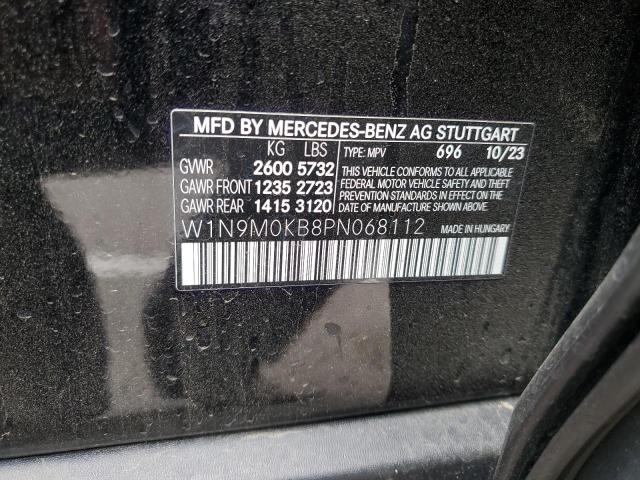 MFD BY MERCEDES-BENZ AG STUTTGART
KG LBS TYPE: MPV 696 10/23
GVWR 2600 5732
GAWR FRONT 1235 2723
GAWR REAR 1415 3120
THIS VEHICLE CONFORMS TO ALL APPLICABLE
FEDERAL MOTOR VEHICLE SAFETY AND
THEFT PREVENTION STANDARDS IN EFFECT ON THE
DATE OF MANUFACTURE SHOWN ABOVE.
W1N9M0KB8PN068112 MADE IN HUNGARY